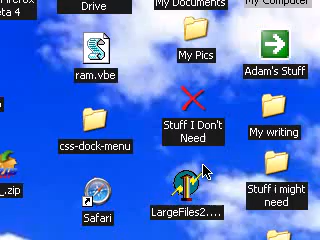 refox
eta 4
Drive
My Documents
My Computer
ram.vbe
My Pics
Adam's Stuff
css-dock-menu
Stuff I Don't
Need
My writing
_.zip
Safari
LargeFiles2....
Stuff i might
need